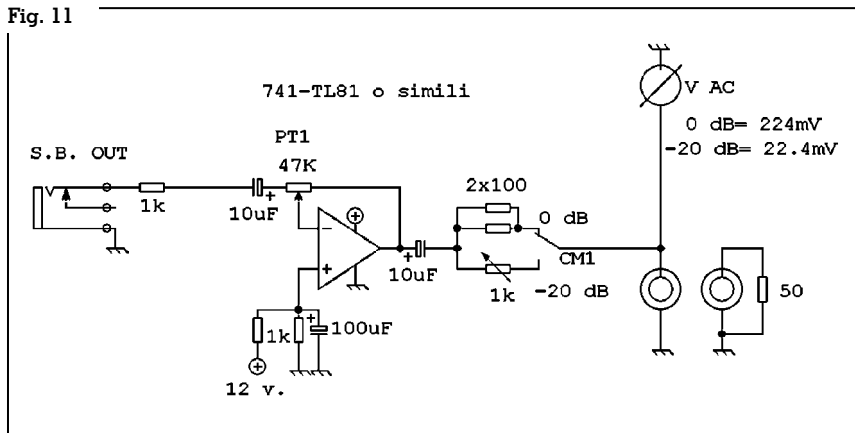 Fig. 11
741-TL81 o simili
V AC
0 dB= 224mV
-20 dB= 22.4mV
S.B. OUT
PT1
47K
1k
10uF
+
-
+
+
+
10uF
2x100
0 dB
CM1
1k
-20 dB
50
1k
+
100uF
+
12 v.